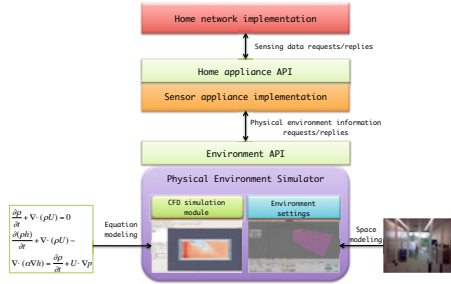 Home network implementation
Sensing data requests/replies
Home appliance API
Sensor appliance implementation
Physical environment information
requests/replies
Environment API
Physical Environment Simulator
CFD simulation
module
Environment
settings
Equation
modeling
Space
modeling
∂ρ/∂t + ∇· (ρU) = 0
∂(ρh)/∂t + ∇· (ρU) −
∇· (α∇h) = ∂p/∂t + U· ∇p